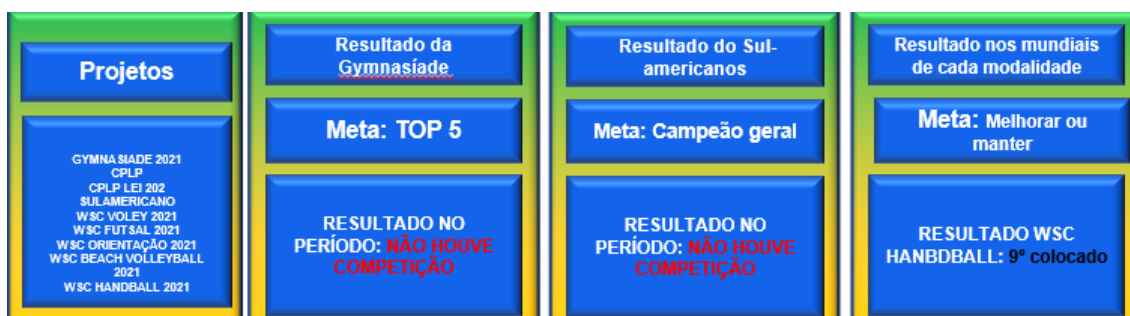 Projetos
GYMNASIADE 2021
CPLP
CPLP LEI 202
SULAMERICANO
WSC VOLEY 2021
WSC FUTSAL 2021
WSC ORIENTAÇÃO 2021
WSC BEACH VOLLEYBALL
2021
WSC HANDBALL 2021
Resultado da
Gymnasíade
Meta: TOP 5
RESULTADO NO
PERÍODO: NÃO HOUVE
COMPETIÇÃO
Resultado do Sul-
americanos
Meta: Campeão geral
RESULTADO NO
PERÍODO: NÃO HOUVE
COMPETIÇÃO
Resultado nos mundiais
de cada modalidade
Meta: Melhorar ou
manter
RESULTADO WSC
HANBDBALL: 9º colocado